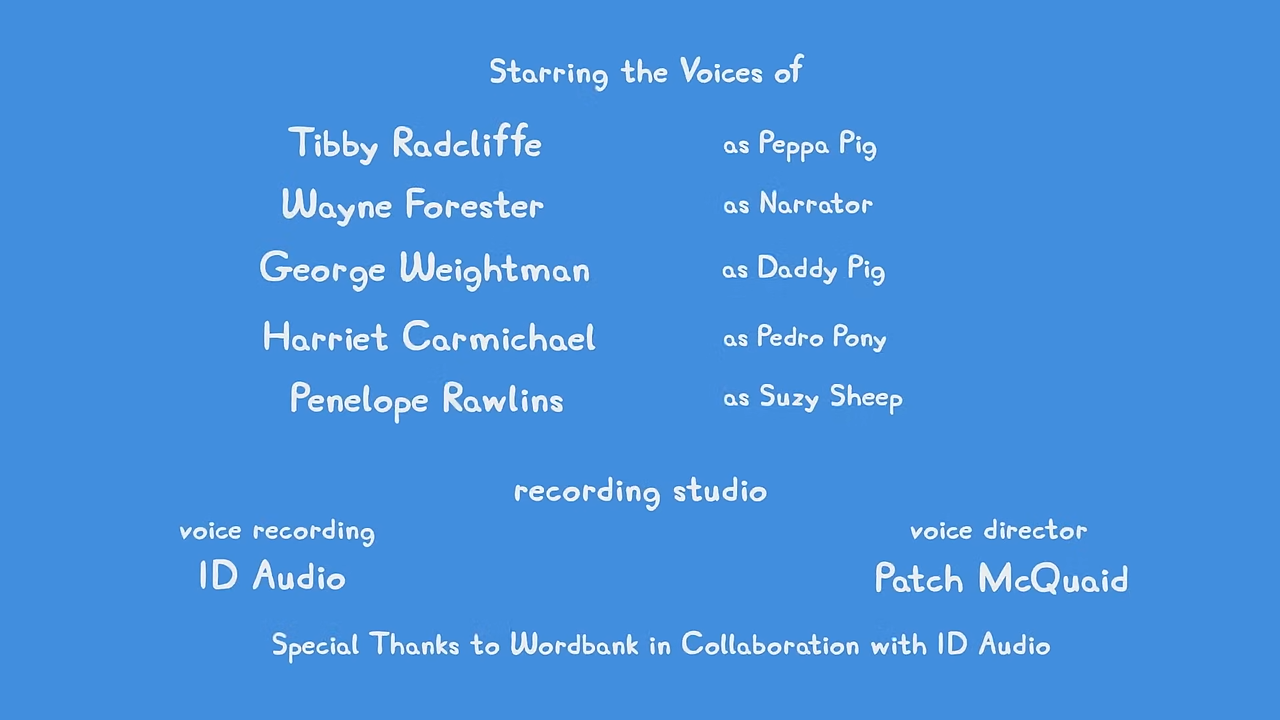 Starring the Voices of
Tibby Radcliffe as Peppa Pig
Wayne Forester as Narrator
George Weightman as Daddy Pig
Harriet Carmichael as Pedro Pony
Penelope Rawlins as Suzy Sheep
recording studio
voice recording voice director
ID Audio Patch McQuaid
Special Thanks to Wordbank in Collaboration with ID Audio